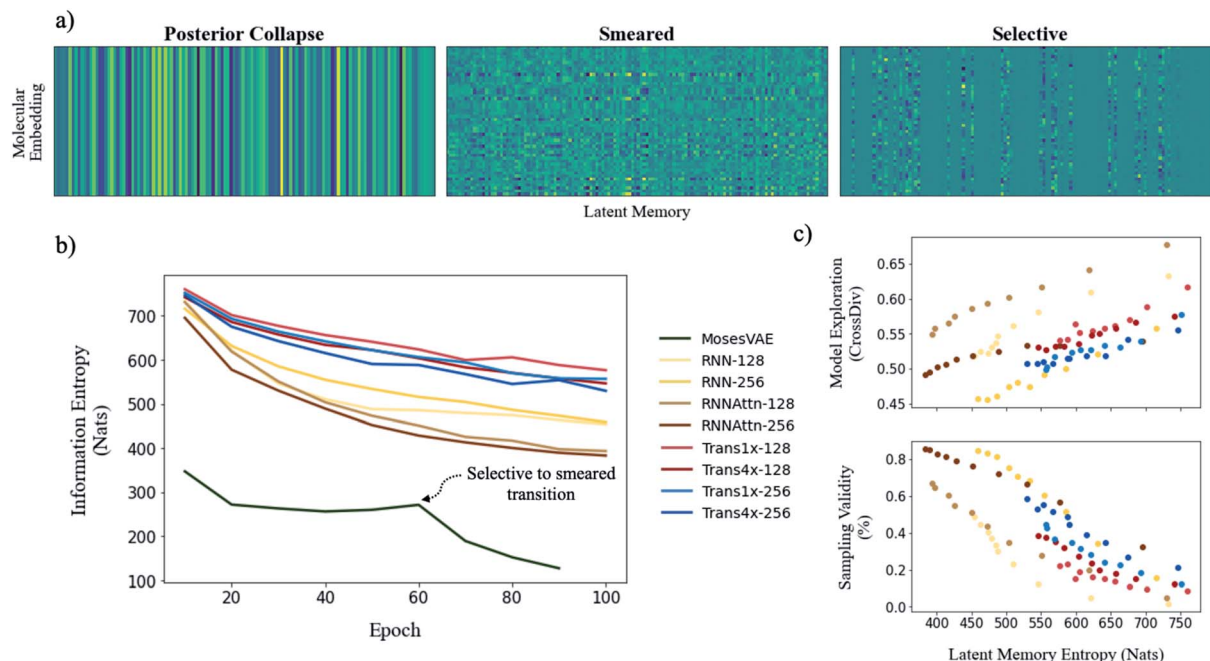 a)
Posterior Collapse
Smeared
Selective
Molecular
Embedding
Latent Memory
b)
Information Entropy
(Nats)
700
600
500
400
300
200
100
20
40
60
80
100
Epoch
Selective to smeared
transition
MosesVAE
RNN-128
RNN-256
RNNAttn-128
RNNAttn-256
Trans1x-128
Trans4x-128
Trans1x-256
Trans4x-256
c)
Model Exploration
(CrossDiv)
0.65
0.60
0.55
0.50
0.45
Sampling Validity
(%)
0.8
0.6
0.4
0.2
0.0
400
450
500
550
600
650
700
750
Latent Memory Entropy (Nats)